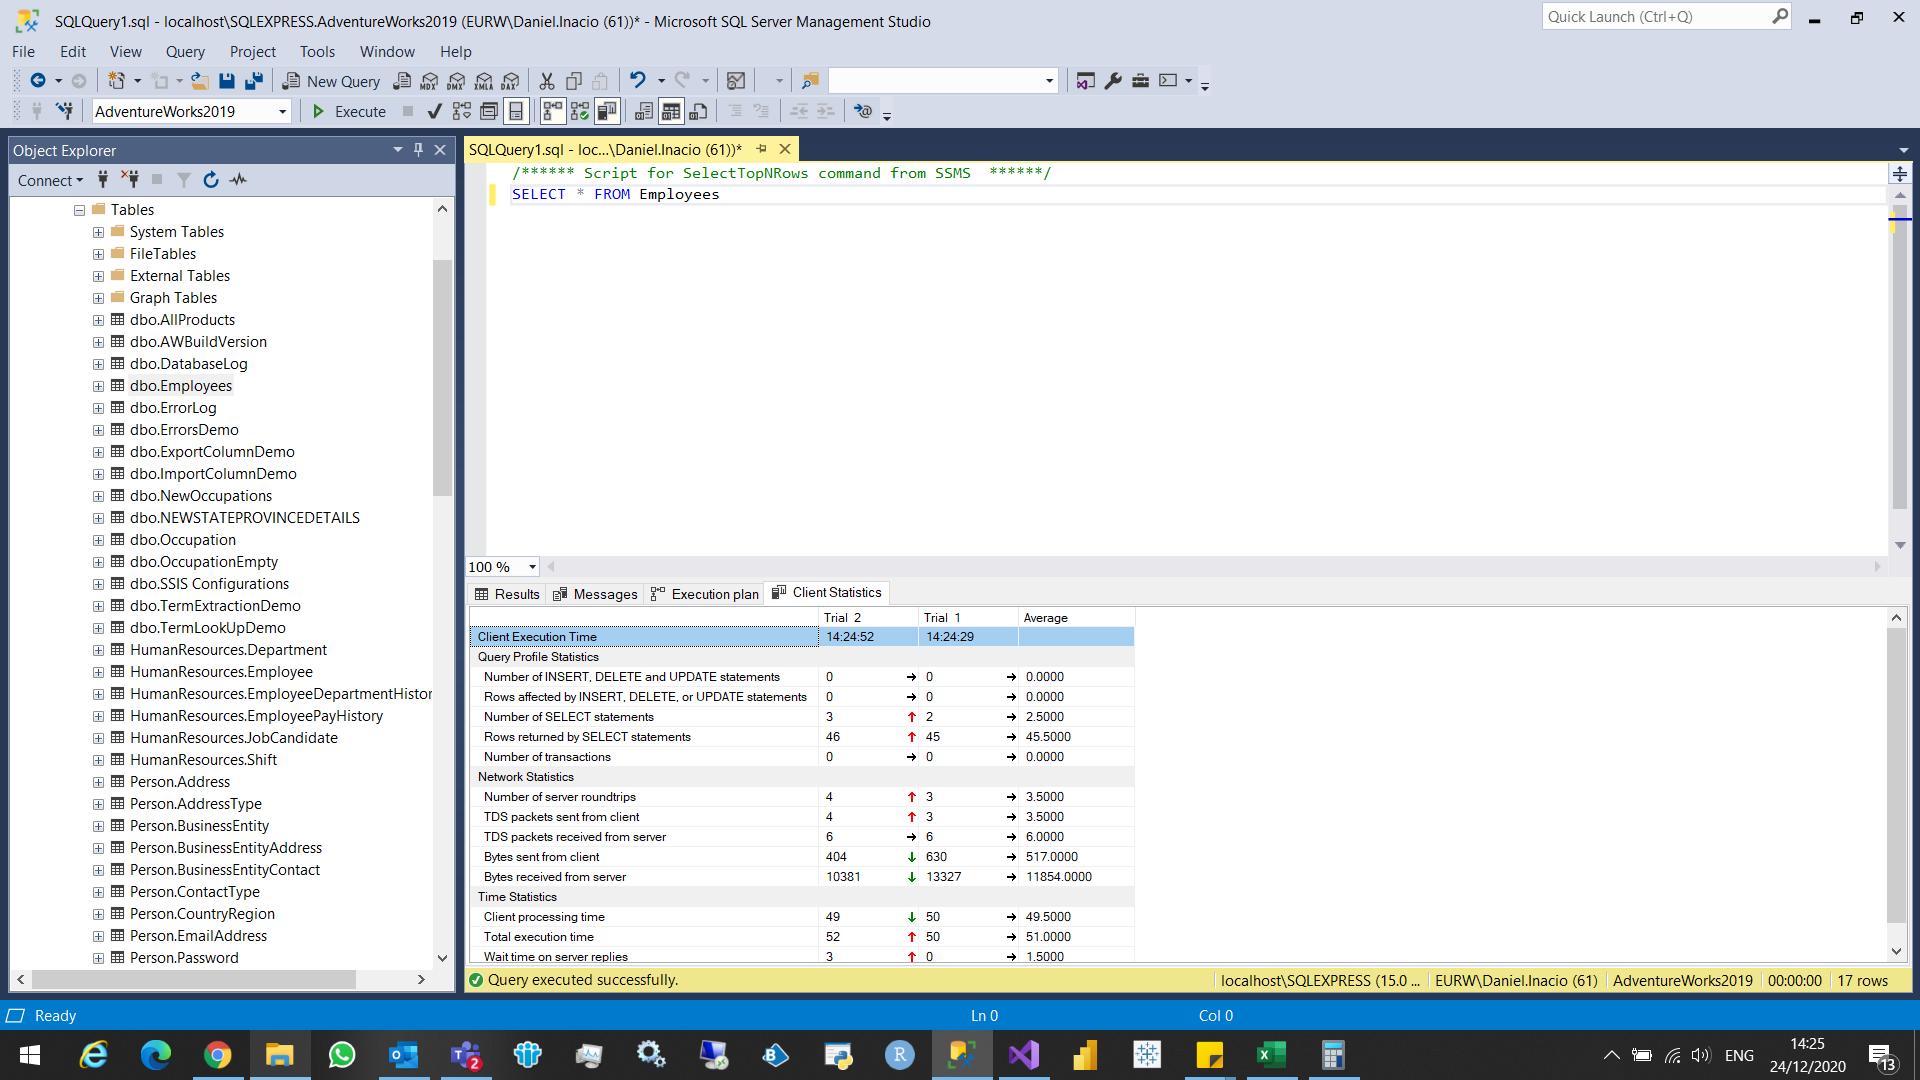 SQLQuery1.sql - localhost\SQLEXPRESS.AdventureWorks2019 (EURW\Daniel.Inacio (61))* - Microsoft SQL Server Management Studio
Quick Launch (Ctrl+Q)
File Edit View Query Project Tools Window Help
New Query
MDX DMX XMLA DAX
AdventureWorks2019
Execute
Object Explorer
Connect
Tables
System Tables
FileTables
External Tables
Graph Tables
dbo.AllProducts
dbo.AWBuildVersion
dbo.DatabaseLog
dbo.Employees
dbo.ErrorLog
dbo.ErrorsDemo
dbo.ExportColumnDemo
dbo.ImportColumnDemo
dbo.NewOccupations
dbo.NEWSTATEPROVINCEDETAILS
dbo.Occupation
dbo.OccupationEmpty
dbo.SSIS Configurations
dbo.TermExtractionDemo
dbo.TermLookUpDemo
HumanResources.Department
HumanResources.Employee
HumanResources.EmployeeDepartmentHistor
HumanResources.EmployeePayHistory
HumanResources.JobCandidate
HumanResources.Shift
Person.Address
Person.AddressType
Person.BusinessEntity
Person.BusinessEntityAddress
Person.BusinessEntityContact
Person.ContactType
Person.CountryRegion
Person.EmailAddress
Person.Password
SQLQuery1.sql - loc...\Daniel.Inacio (61))*
/****** Script for SelectTopNRows command from SSMS  ******/
SELECT * FROM Employees
100 %
Results Messages Execution plan Client Statistics
Trial 2 Trial 1 Average
Client Execution Time 14:24:52 14:24:29
Query Profile Statistics
Number of INSERT, DELETE and UPDATE statements 0 → 0 → 0.0000
Rows affected by INSERT, DELETE, or UPDATE statements 0 → 0 → 0.0000
Number of SELECT statements 3 ↑ 2 → 2.5000
Rows returned by SELECT statements 46 ↑ 45 → 45.5000
Number of transactions 0 → 0 → 0.0000
Network Statistics
Number of server roundtrips 4 ↑ 3 → 3.5000
TDS packets sent from client 4 ↑ 3 → 3.5000
TDS packets received from server 6 → 6 → 6.0000
Bytes sent from client 404 ↓ 630 → 517.0000
Bytes received from server 10381 ↓ 13327 → 11854.0000
Time Statistics
Client processing time 49 ↓ 50 → 49.5000
Total execution time 52 ↑ 50 → 51.0000
Wait time on server replies 3 ↑ 0 → 1.5000
Query executed successfully.
localhost\SQLEXPRESS (15.0 ... EURW\Daniel.Inacio (61) AdventureWorks2019 00:00:00 17 rows
Ready
Ln 0
Col 0
2
B
R
ENG
14:25
24/12/2020
13